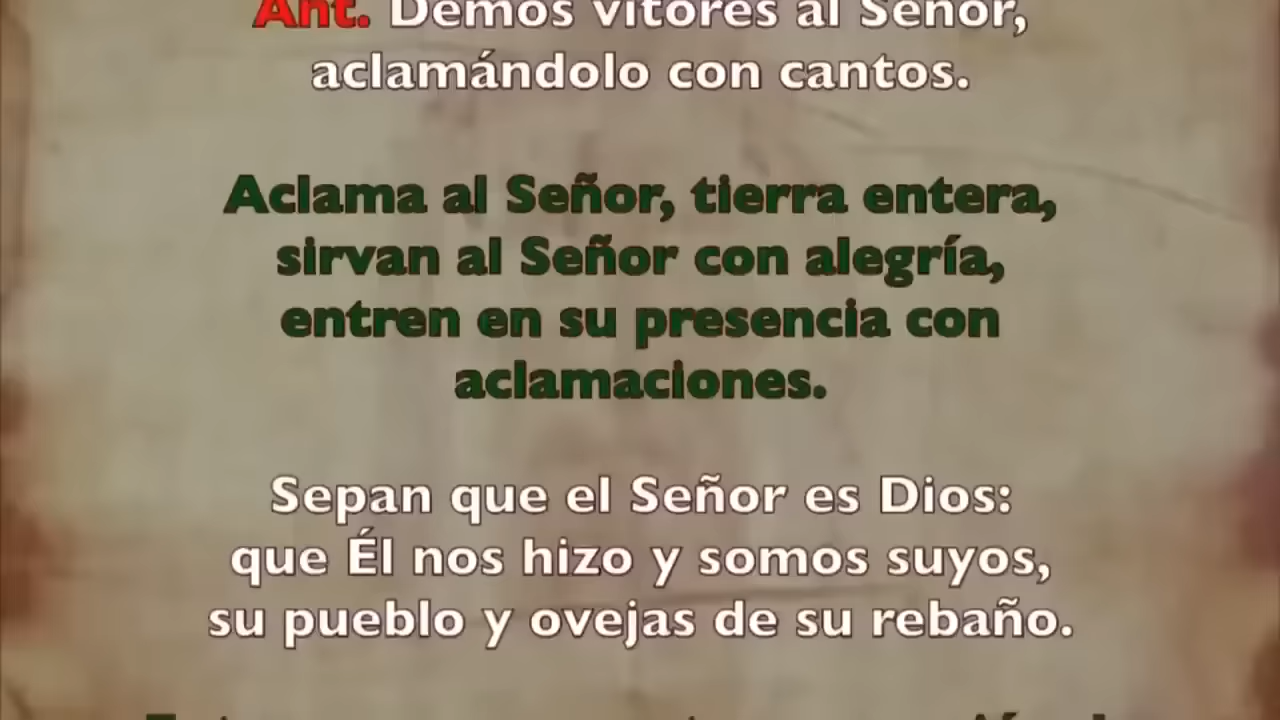 Ant. Demos vítores al Señor,
aclamándolo con cantos.
Aclama al Señor, tierra entera,
sirvan al Señor con alegría,
entren en su presencia con
aclamaciones.
Sepan que el Señor es Dios:
que Él nos hizo y somos suyos,
su pueblo y ovejas de su rebaño.